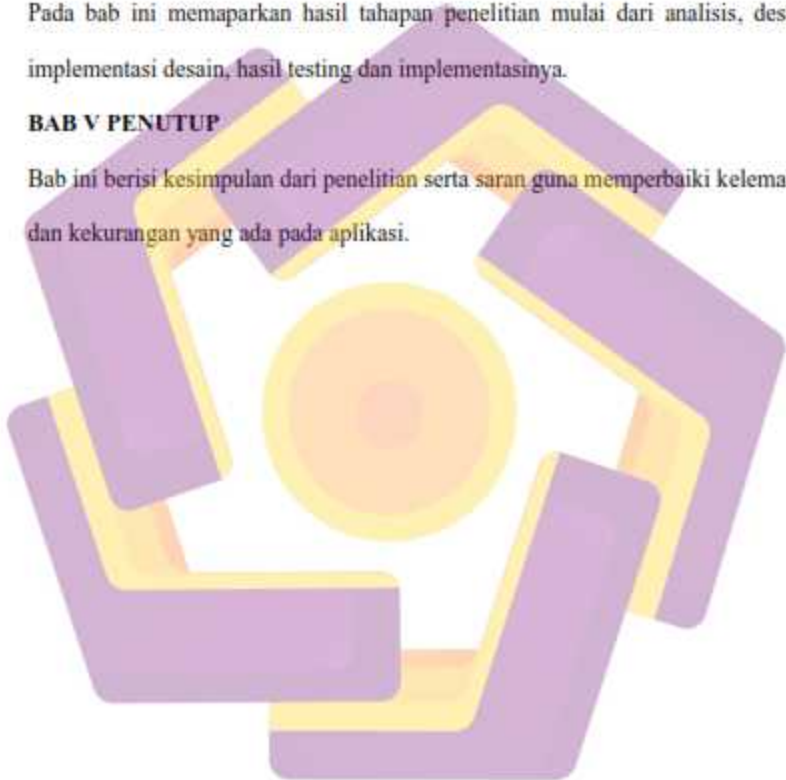 Pada bab ini memaparkan hasil tahapan penelitian mulai dari analisis, des
implementasi desain, hasil testing dan implementasinya.
BAB V PENUTUP
Bab ini berisi kesimpulan dari penelitian serta saran guna memperbaiki kelema
dan kekurangan yang ada pada aplikasi.